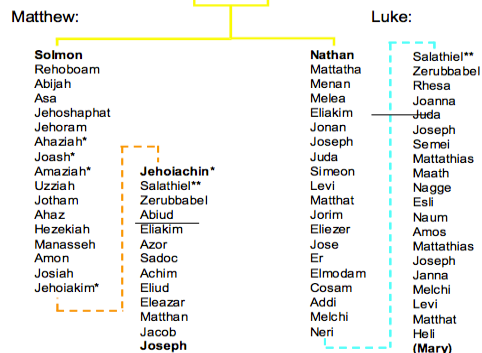 Matthew:
Luke:
Solmon
Rehoboam
Abijah
Asa
Jehoshaphat
Jehoram
Ahaziah*
Joash*
Amaziah*
Uzziah
Jotham
Ahaz
Hezekiah
Manasseh
Amon
Josiah
Jehoiakim*
Jehoiachin*
Salathiel**
Zerubbabel
Abiud
Eliakim
Azor
Sadoc
Achim
Eliud
Eleazar
Matthan
Jacob
Joseph
Nathan
Mattatha
Menan
Melea
Eliakim
Jonan
Joseph
Juda
Simeon
Levi
Matthat
Jorim
Eliezer
Jose
Er
Elmodam
Cosam
Addi
Melchi
Neri
Salathiel**
Zerubbabel
Rhesa
Joanna
Juda
Joseph
Semei
Mattathias
Maath
Nagge
Esli
Naum
Amos
Mattathias
Joseph
Janna
Melchi
Levi
Matthat
Heli
(Mary)